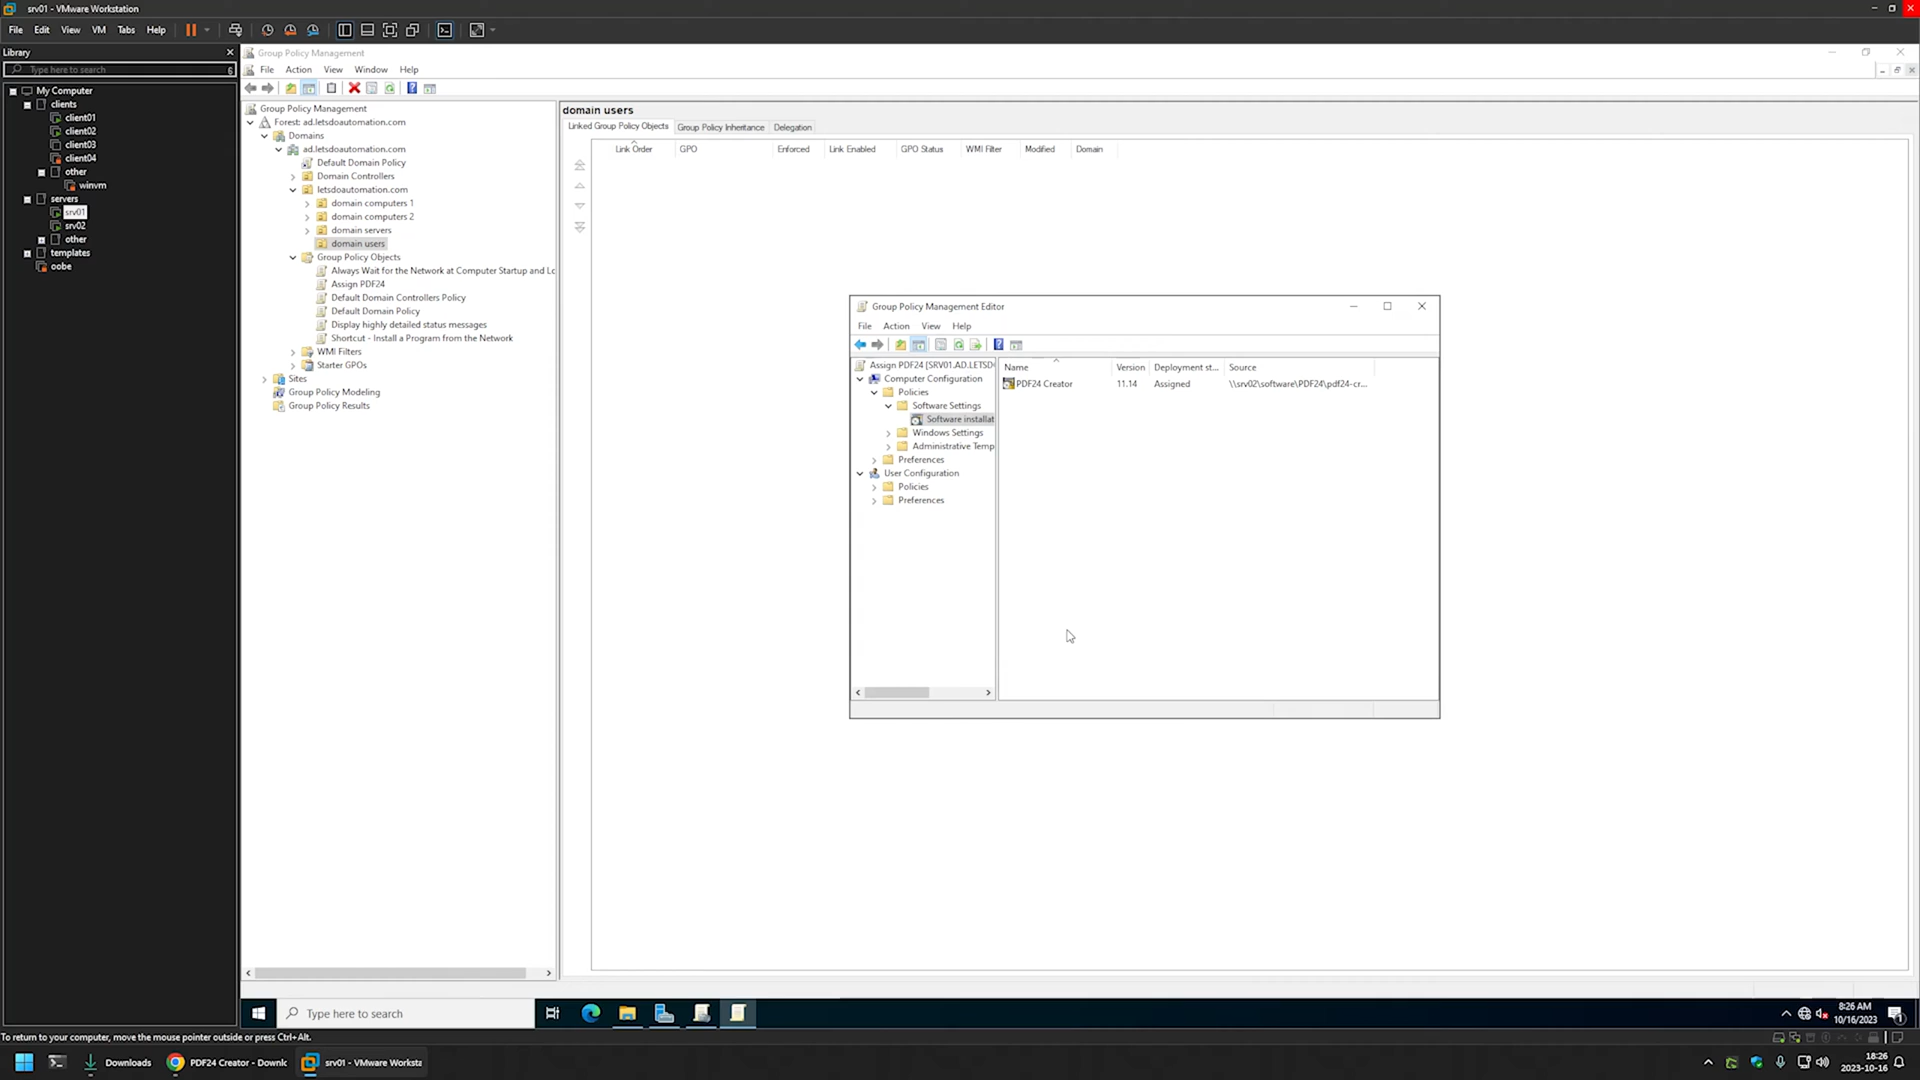 srv01 - VMware Workstation
File Edit View VM Tabs Help
Library
Type here to search
My Computer
clients
client01
client02
client03
client04
other
winvm
servers
srv01
srv02
other
templates
oobe
Group Policy Management
File Action View Window Help
Group Policy Management
Forest: ad.letsdoautomation.com
Domains
ad.letsdoautomation.com
Default Domain Policy
Domain Controllers
letsdoautomation.com
domain computers 1
domain computers 2
domain servers
domain users
Group Policy Objects
Always Wait for the Network at Computer Startup and Lo
Assign PDF24
Default Domain Controllers Policy
Default Domain Policy
Display highly detailed status messages
Shortcut - Install a Program from the Network
WMI Filters
Starter GPOs
Sites
Group Policy Modeling
Group Policy Results
domain users
Linked Group Policy Objects Group Policy Inheritance Delegation
Link Order GPO Enforced Link Enabled GPO Status WMI Filter Modified Domain
Group Policy Management Editor
File Action View Help
Assign PDF24 [SRV01.AD.LETSD
Computer Configuration
Policies
Software Settings
Software installat
Windows Settings
Administrative Temp
Preferences
User Configuration
Policies
Preferences
Name Version Deployment st... Source
PDF24 Creator 11.14 Assigned \\srv02\software\PDF24\pdf24-cr...
Type here to search
8:26 AM
10/16/2023
To return to your computer, move the mouse pointer outside or press Ctrl+Alt.
Downloads PDF24 Creator - Downl srv01 - VMware Worksta
18:26
2023-10-16